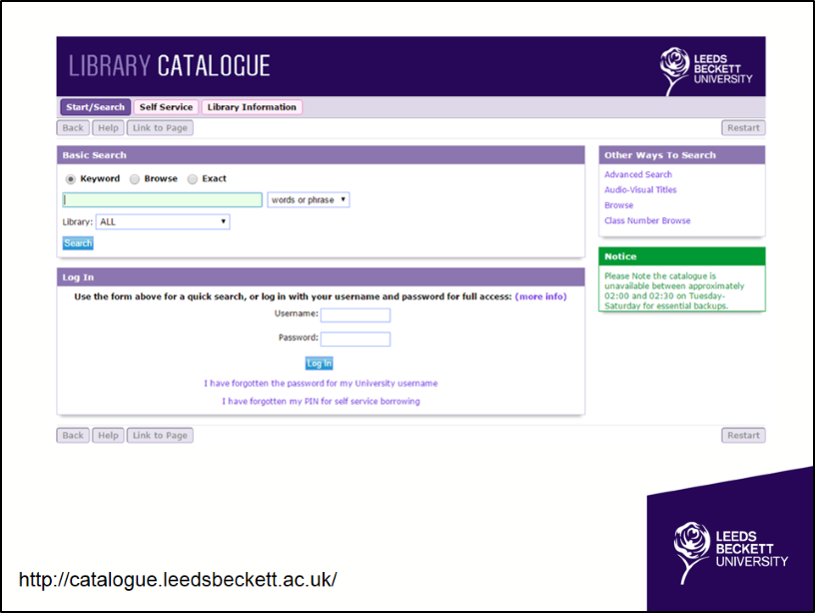 LIBRARY CATALOGUE
LEEDS
BECKETT
UNIVERSITY
Start/Search Self Service Library Information
Back Help Link to Page Restart
Basic Search
Keyword Browse Exact
words or phrase
Library: ALL
Search
Other Ways To Search
Advanced Search
Audio-Visual Titles
Browse
Class Number Browse
Notice
Please Note the catalogue is
unavailable between approximately
02:00 and 02:30 on Tuesday-
Saturday for essential backups.
Log In
Use the form above for a quick search, or log in with your username and password for full access: (more info)
Username:
Password:
Log In
I have forgotten the password for my University username
I have forgotten my PIN for self service borrowing
Back Help Link to Page Restart
LEEDS
BECKETT
UNIVERSITY
http://catalogue.leedsbeckett.ac.uk/